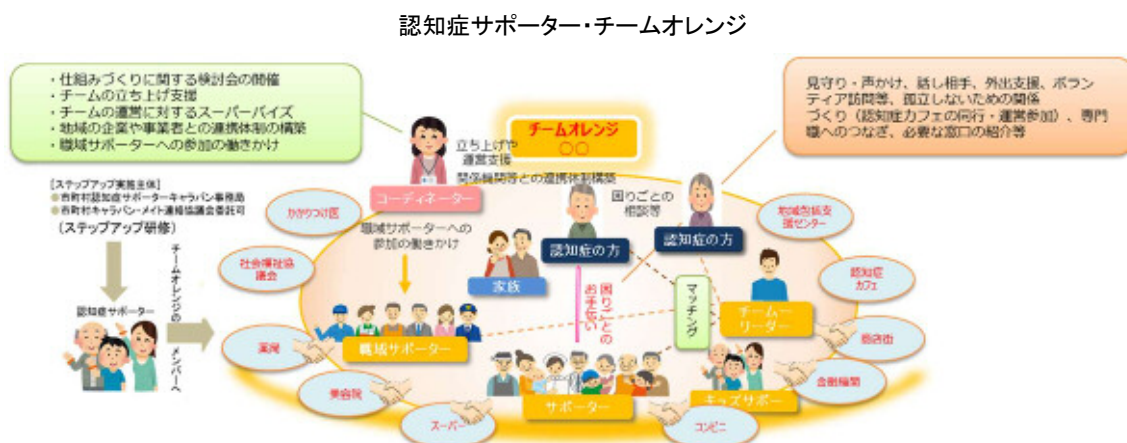 認知症サポーター・チームオレンジ
・仕組みづくりに関する検討会の開催
・チームの立ち上げ支援
・チームの運営に対するスーパーバイズ
・地域の企業や事業者との連携体制の構築
・職域サポーターへの参加の働きかけ
見守り・声かけ、話し相手、外出支援、ボラン
ティア訪問等、孤立しないための関係
づくり（認知症カフェの同行・運営参加）、専門
職へのつなぎ、必要な窓口の紹介等
チームオレンジ
○○
立ち上げや
運営支援
関係機関等との連携体制構築
コーディネーター
[ステップアップ実施主体]
●市町村認知症サポーターキャラバン事務局
●市町村キャラバン・メイト連絡協議会委託可
(ステップアップ研修)
認知症サポーター
チームオレンジの
メンバーへ
かかりつけ医
社会福祉協
議会
薬局
美容院
スーパー
コンビニ
金融機関
商店街
認知症
カフェ
地域包括支
援センター
職域サポーターへの
参加の働きかけ
困りごとの
相談等
認知症の方
認知症の方
家族
困りごとの
お手伝い
マッチング
チームー
リーダー
職域サポーター
サポーター
キッズサポー